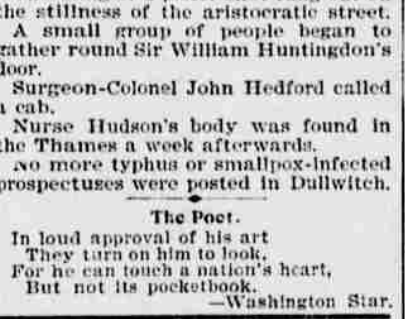 the stillness of the aristocratic street.
A small group of people began to
gather round Sir William Huntingdon's
door.
Surgeon-Colonel John Hedford called
a cab.
Nurse Hudson's body was found in
the Thames a week afterwards.
No more typhus or smallpox-infected
prospectuses were posted in Dullwitch.
The Poet.
In loud approval of his art
They turn on him to look,
For he can touch a nation's heart,
But not its pocketbook.
—Washington Star.